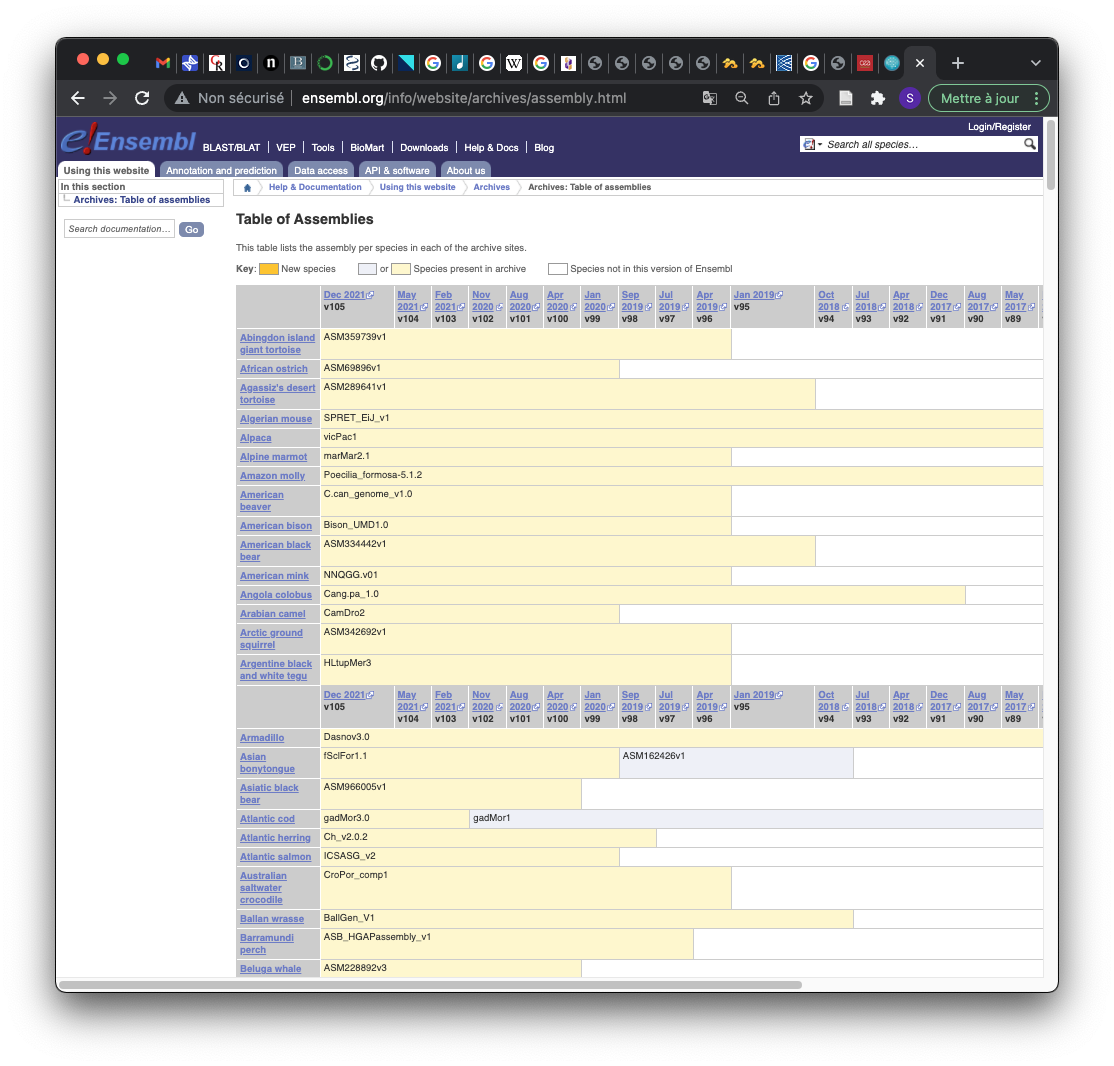 Non sécurisé | ensembl.org/info/website/archives/assembly.html
S
Mettre à jour
Login/Register
e!Ensembl
BLAST/BLAT | VEP | Tools | BioMart | Downloads | Help & Docs | Blog
Search all species…
Using this website
Annotation and prediction
Data access
API & software
About us
In this section
Archives: Table of assemblies
Search documentation…
Go
Help & Documentation
Using this website
Archives
Archives: Table of assemblies
Table of Assemblies
This table lists the assembly per species in each of the archive sites.
Key: New species or Species present in archive Species not in this version of Ensembl
Dec 2021 May Feb Nov Aug Apr Jan Sep Jul Apr Jan 2019 Oct Jul Apr Dec Aug May
v105 2021 2021 2020 2020 2020 2020 2019 2019 2019 v95 2018 2018 2018 2017 2017 2017
v104 v103 v102 v101 v100 v99 v98 v97 v96 v94 v93 v92 v91 v90 v89
Abingdon island ASM359739v1
giant tortoise
African ostrich ASM69896v1
Agassiz's desert ASM289641v1
tortoise
Algerian mouse SPRET_EiJ_v1
Alpaca vicPac1
Alpine marmot marMar2.1
Amazon molly Poecilia_formosa-5.1.2
American C.can_genome_v1.0
beaver
American bison Bison_UMD1.0
American black ASM334442v1
bear
American mink NNQGG.v01
Angola colobus Cang.pa_1.0
Arabian camel CamDro2
Arctic ground ASM342692v1
squirrel
Argentine black HLtupMer3
and white tegu
Dec 2021 May Feb Nov Aug Apr Jan Sep Jul Apr Jan 2019 Oct Jul Apr Dec Aug May
v105 2021 2021 2020 2020 2020 2020 2019 2019 2019 v95 2018 2018 2018 2017 2017 2017
v104 v103 v102 v101 v100 v99 v98 v97 v96 v94 v93 v92 v91 v90 v89
Armadillo Dasnov3.0
Asian fSclFor1.1 ASM162426v1
bonytongue
Asiatic black ASM966005v1
bear
Atlantic cod gadMor3.0 gadMor1
Atlantic herring Ch_v2.0.2
Atlantic salmon ICSASG_v2
Australian CroPor_comp1
saltwater
crocodile
Ballan wrasse BallGen_V1
Barramundi ASB_HGAPassembly_v1
perch
Beluga whale ASM228892v3